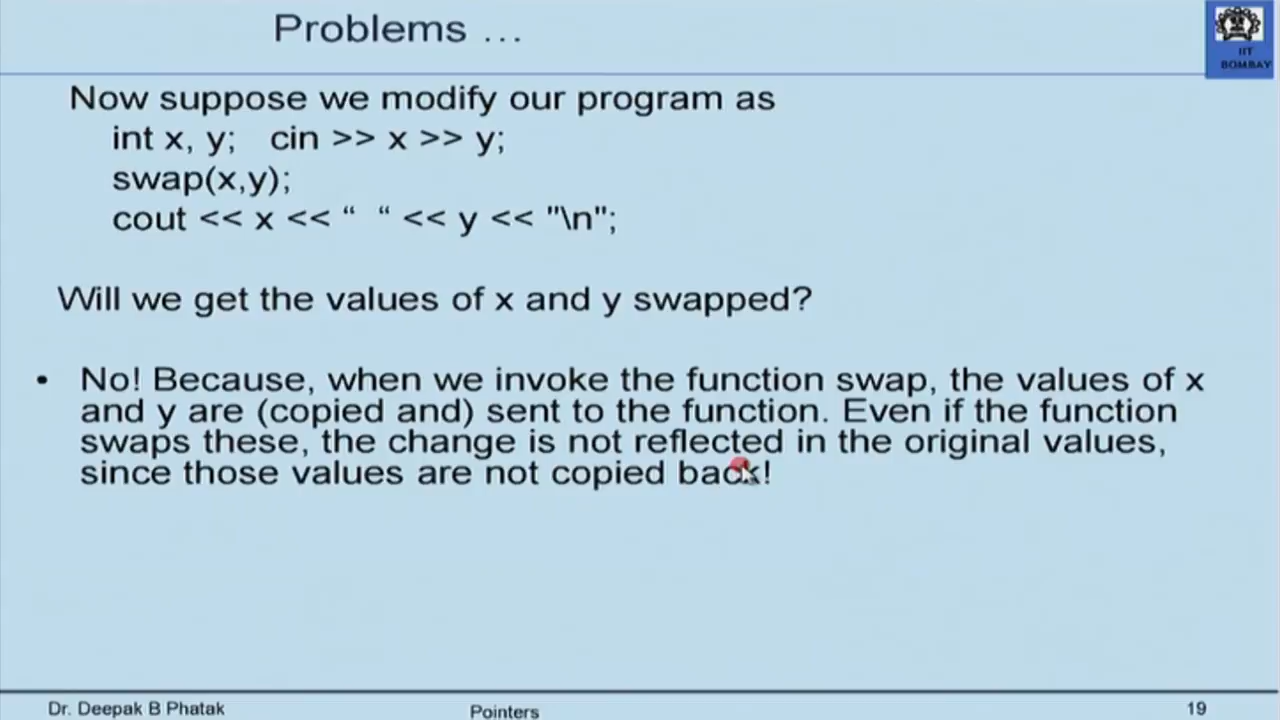 Problems ...
IIT
BOMBAY
Now suppose we modify our program as
int x, y; cin >> x >> y;
swap(x,y);
cout << x << “ “ << y << "\n";
Will we get the values of x and y swapped?
• No! Because, when we invoke the function swap, the values of x
and y are (copied and) sent to the function. Even if the function
swaps these, the change is not reflected in the original values,
since those values are not copied back!
Dr. Deepak B Phatak
Pointers
19